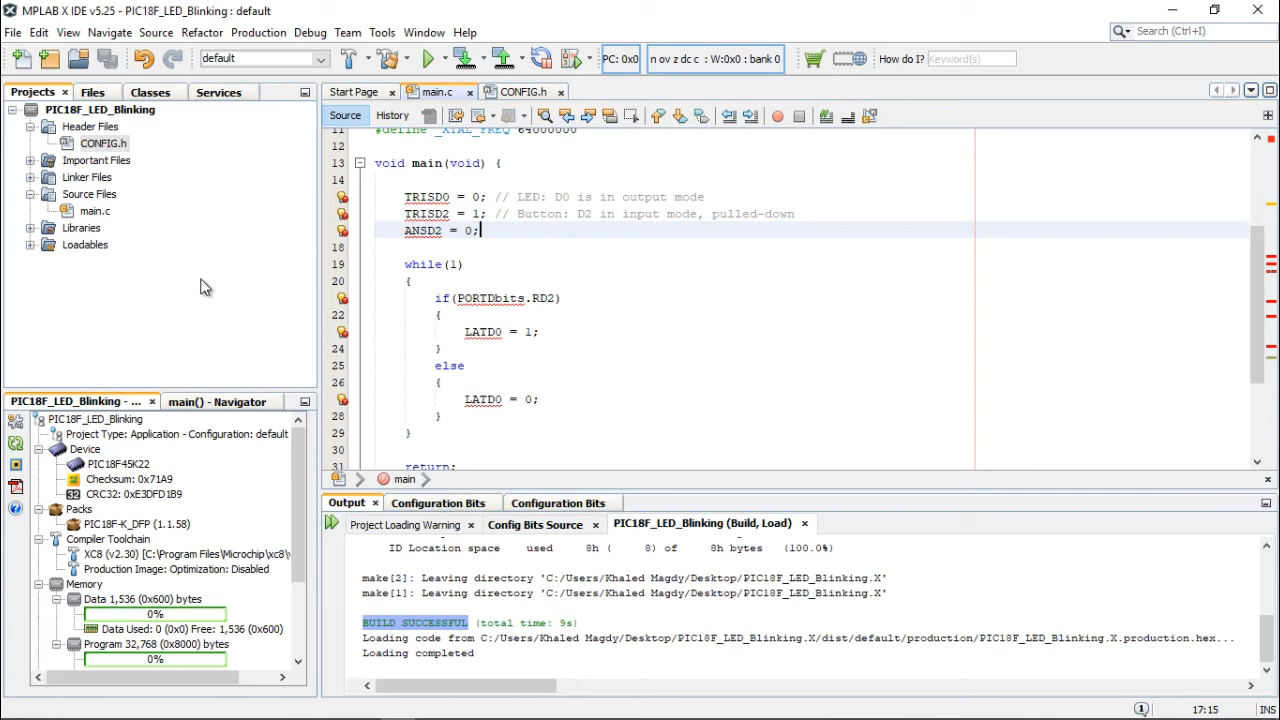 MPLAB X IDE v5.25 - PIC18F_LED_Blinking : default
File Edit View Navigate Source Refactor Production Debug Team Tools Window Help
Search (Ctrl+I)
default
PC: 0x0
n ov z dc c : W:0x0 : bank 0
How do I? Keyword(s)
Projects Files Classes Services
PIC18F_LED_Blinking
Header Files
CONFIG.h
Important Files
Linker Files
Source Files
main.c
Libraries
Loadables
Start Page main.c CONFIG.h
Source History
11 #define _XTAL_FREQ 64000000
12
13 void main(void) {
14
TRISD0 = 0; // LED: D0 is in output mode
TRISD2 = 1; // Button: D2 in input mode, pulled-down
ANSD2 = 0;
18
19 while(1)
20 {
if(PORTDbits.RD2)
22 {
LATD0 = 1;
24 }
25 else
26 {
LATD0 = 0;
28 }
29 }
30
31 return;
main
PIC18F_LED_Blinking - ... main() - Navigator
PIC18F_LED_Blinking
Project Type: Application - Configuration: default
Device
PIC18F45K22
Checksum: 0x71A9
CRC32: 0xE3DFD1B9
Packs
PIC18F-K_DFP (1.1.58)
Compiler Toolchain
XC8 (v2.30) [C:\Program Files\Microchip\xc8\v
Production Image: Optimization: Disabled
Memory
Data 1,536 (0x600) bytes
0%
Data Used: 0 (0x0) Free: 1,536 (0x600)
Program 32,768 (0x8000) bytes
0%
Output Configuration Bits Configuration Bits
Project Loading Warning Config Bits Source PIC18F_LED_Blinking (Build, Load)
ID Location space used 8h ( 8) of 8h bytes (100.0%)
make[2]: Leaving directory 'C:/Users/Khaled Magdy/Desktop/PIC18F_LED_Blinking.X'
make[1]: Leaving directory 'C:/Users/Khaled Magdy/Desktop/PIC18F_LED_Blinking.X'
BUILD SUCCESSFUL (total time: 9s)
Loading code from C:/Users/Khaled Magdy/Desktop/PIC18F_LED_Blinking.X/dist/default/production/PIC18F_LED_Blinking.X.production.hex...
Loading completed
1
17:15 INS